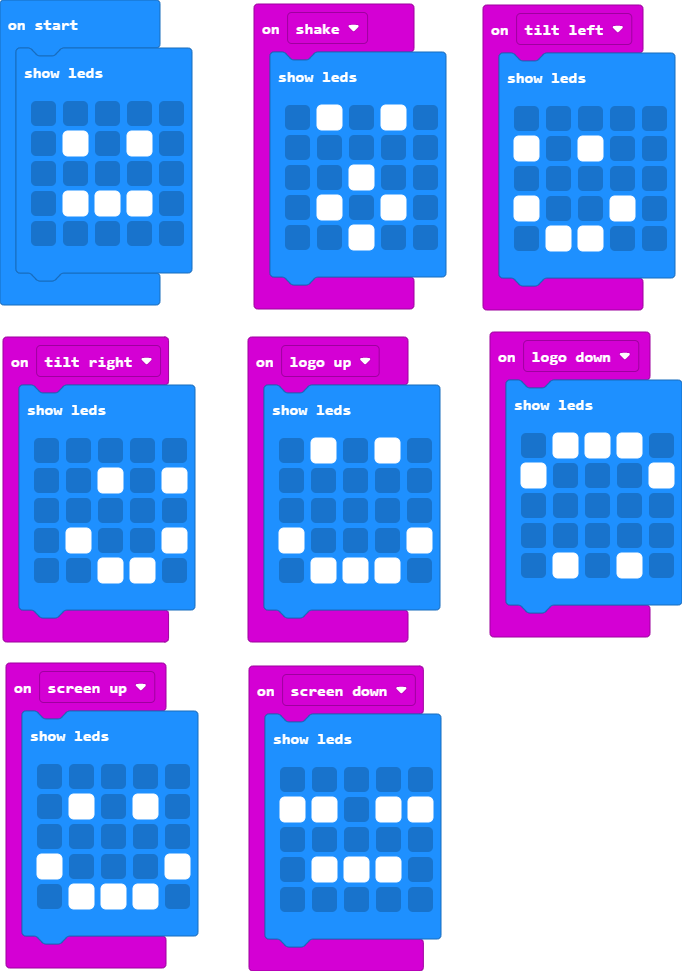 on start
show leds
on shake
show leds
on tilt left
show leds
on tilt right
show leds
on logo up
show leds
on logo down
show leds
on screen up
show leds
on screen down
show leds